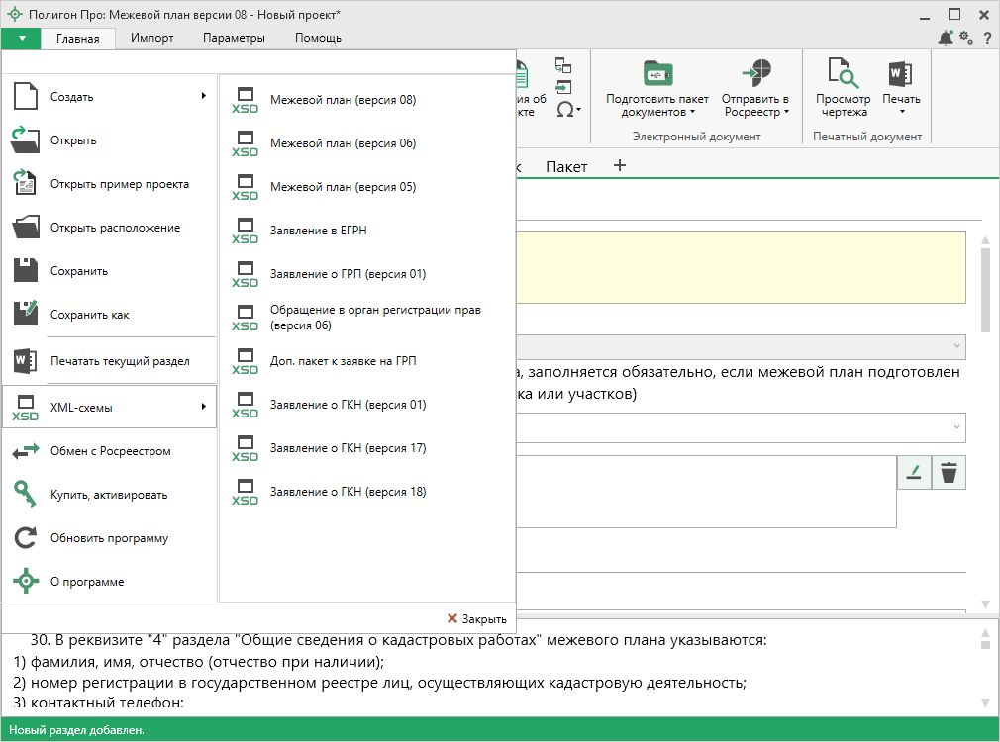 Полигон Про: Межевой план версии 08 - Новый проект*
Главная
Импорт
Параметры
Помощь
?
Создать
Открыть
Открыть пример проекта
Открыть расположение
Сохранить
Сохранить как
Печатать текущий раздел
XSD XML-схемы
Обмен с Росреестром
Купить, активировать
Обновить программу
О программе
XSD Межевой план (версия 08)
XSD Межевой план (версия 06)
XSD Межевой план (версия 05)
XSD Заявление в ЕГРН
XSD Заявление о ГРП (версия 01)
XSD Обращение в орган регистрации прав
(версия 06)
XSD Доп. пакет к заявке на ГРП
XSD Заявление о ГКН (версия 01)
XSD Заявление о ГКН (версия 17)
XSD Заявление о ГКН (версия 18)
Закрыть
об
кте
Ω
Подготовить пакет
документов
Отправить в
Росреестр
Электронный документ
Просмотр
чертежа
W Печать
Печатный документ
к
Пакет
+
а, заполняется обязательно, если межевой план подготовлен
ка или участков)
30. В реквизите "4" раздела "Общие сведения о кадастровых работах" межевого плана указываются:
1) фамилия, имя, отчество (отчество при наличии);
2) номер регистрации в государственном реестре лиц, осуществляющих кадастровую деятельность;
3) контактный телефон;
Новый раздел добавлен.